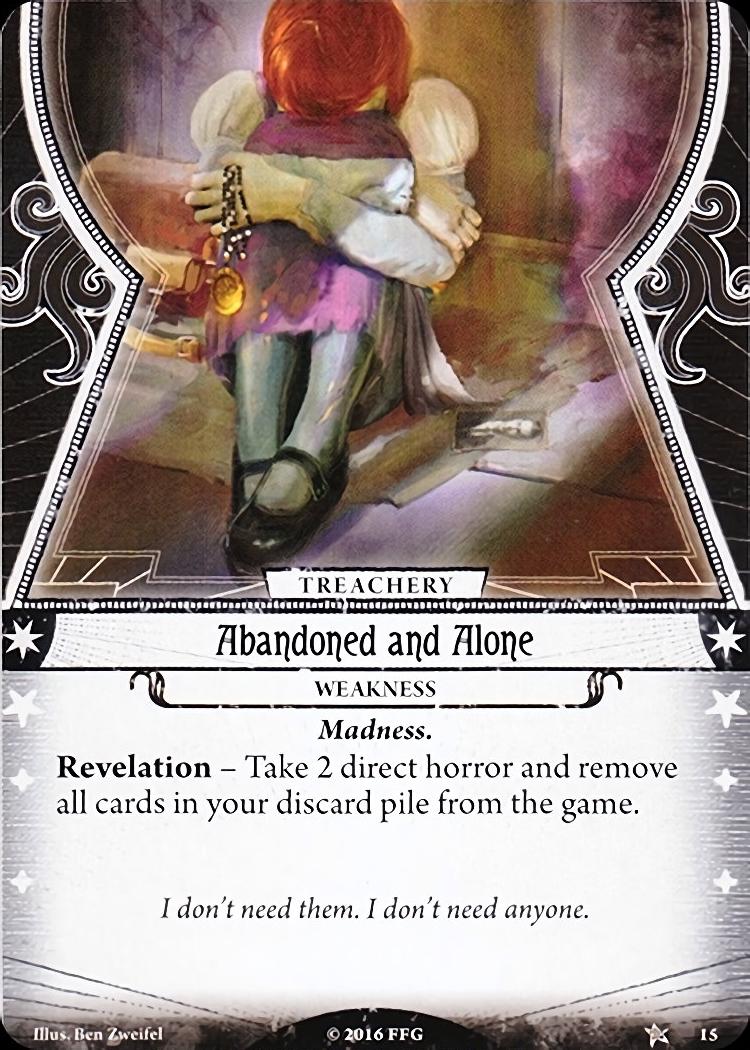 TREACHERY
Abandoned and Alone
WEAKNESS
Madness.
Revelation – Take 2 direct horror and remove
all cards in your discard pile from the game.
I don't need them. I don't need anyone.
Illus. Ben Zweifel © 2016 FFG 15